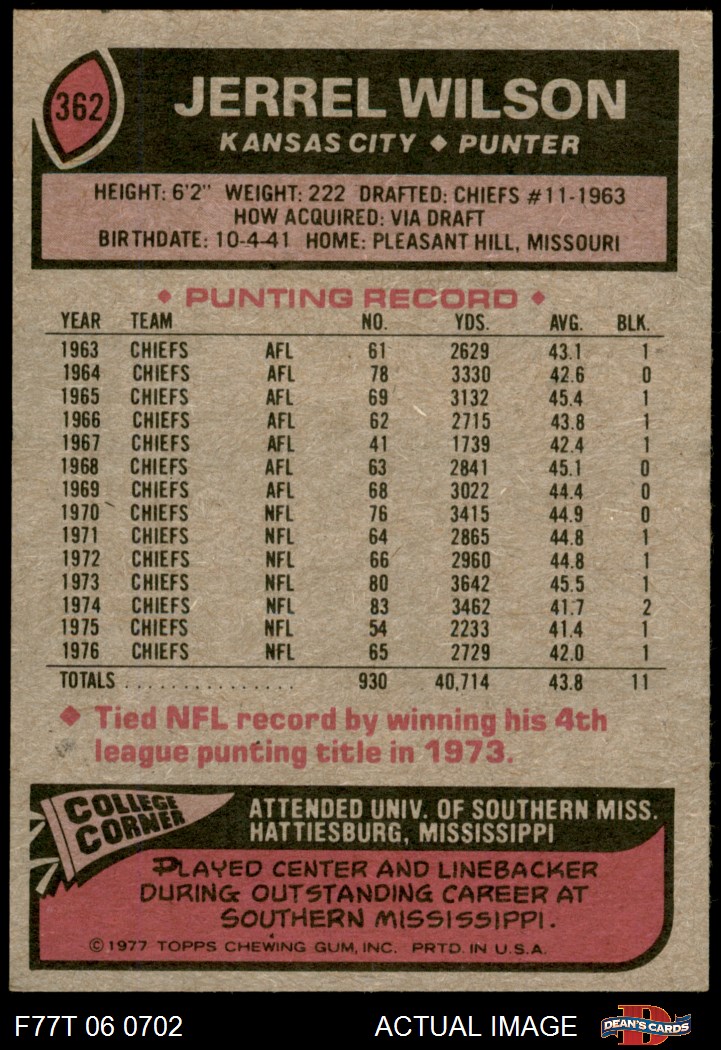 362
JERREL WILSON
KANSAS CITY ◆ PUNTER
HEIGHT: 6'2" WEIGHT: 222 DRAFTED: CHIEFS #11-1963
HOW ACQUIRED: VIA DRAFT
BIRTHDATE: 10-4-41 HOME: PLEASANT HILL, MISSOURI
◆ PUNTING RECORD ◆
YEAR TEAM NO. YDS. AVG. BLK.
1963 CHIEFS AFL 61 2629 43.1 1
1964 CHIEFS AFL 78 3330 42.6 0
1965 CHIEFS AFL 69 3132 45.4 1
1966 CHIEFS AFL 62 2715 43.8 1
1967 CHIEFS AFL 41 1739 42.4 1
1968 CHIEFS AFL 63 2841 45.1 0
1969 CHIEFS AFL 68 3022 44.4 0
1970 CHIEFS NFL 76 3415 44.9 0
1971 CHIEFS NFL 64 2865 44.8 1
1972 CHIEFS NFL 66 2960 44.8 1
1973 CHIEFS NFL 80 3642 45.5 1
1974 CHIEFS NFL 83 3462 41.7 2
1975 CHIEFS NFL 54 2233 41.4 1
1976 CHIEFS NFL 65 2729 42.0 1
TOTALS ............... 930 40,714 43.8 11
◆ Tied NFL record by winning his 4th
league punting title in 1973.
COLLEGE
CORNER
ATTENDED UNIV. OF SOUTHERN MISS.
HATTIESBURG, MISSISSIPPI
PLAYED CENTER AND LINEBACKER
DURING OUTSTANDING CAREER AT
SOUTHERN MISSISSIPPI.
©1977 TOPPS CHEWING GUM, INC. PRTD. IN U.S.A.
F77T 06 0702 ACTUAL IMAGE
D
DEAN'S CARDS